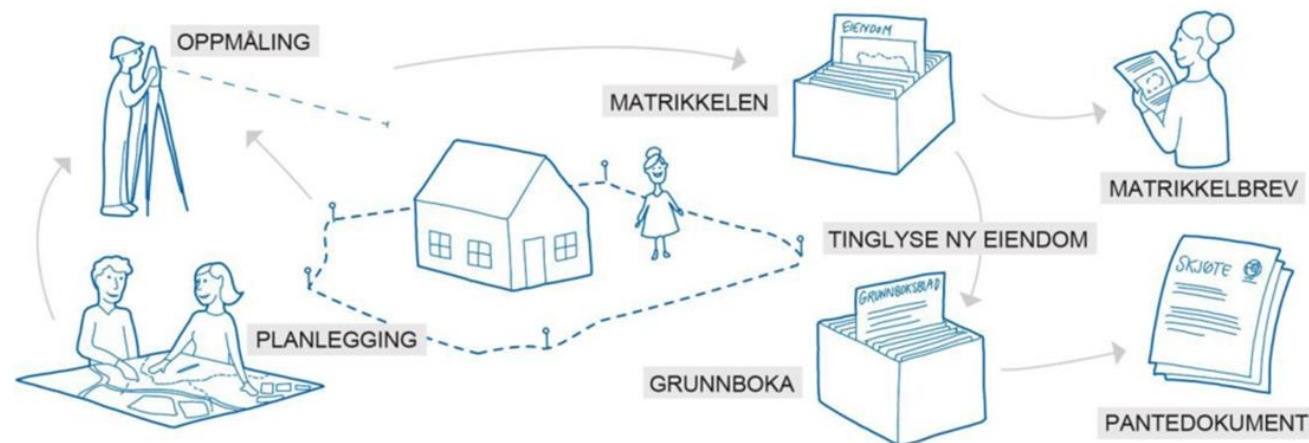 OPPMÅLING
EIENDOM
MATRIKKELEN
MATRIKKELBREV
TINGLYSE NY EIENDOM
SKJØTE
GRUNNBOKSBLAD
PLANLEGGING
GRUNNBOKA
PANTEDOKUMENT